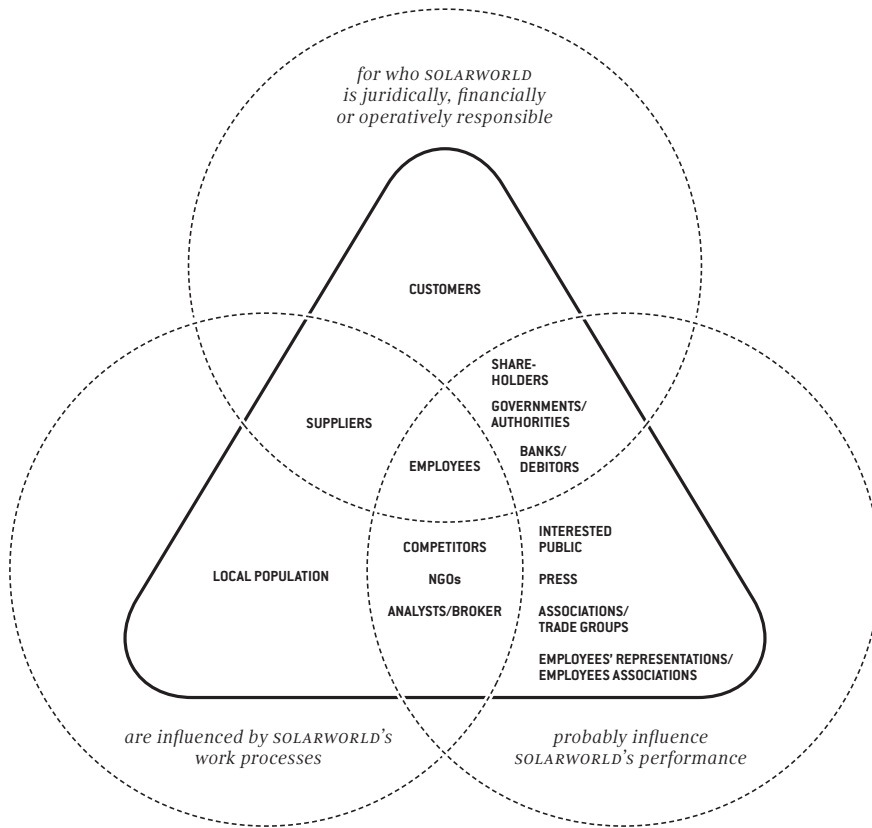 for who SOLARWORLD
is juridically, financially
or operatively responsible
CUSTOMERS
SHARE-
HOLDERS
GOVERNMENTS/
AUTHORITIES
SUPPLIERS
BANKS/
DEBITORS
EMPLOYEES
INTERESTED
PUBLIC
COMPETITORS
LOCAL POPULATION
NGOs
PRESS
ANALYSTS/BROKER
ASSOCIATIONS/
TRADE GROUPS
EMPLOYEES' REPRESENTATIONS/
EMPLOYEES ASSOCIATIONS
are influenced by SOLARWORLD's
work processes
probably influence
SOLARWORLD's performance